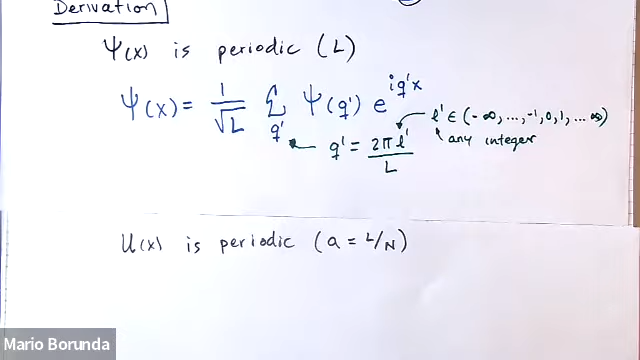 Derivation
Ψ(x) is periodic (L)
Ψ(x) = 1/√L Σ_q' Ψ(q') e^{iq'x}
q' = 2πl'/L
l' ∈ (-∞, ..., -1, 0, 1, ... ∞)
any integer
U(x) is periodic (a = L/N)
Mario Borunda